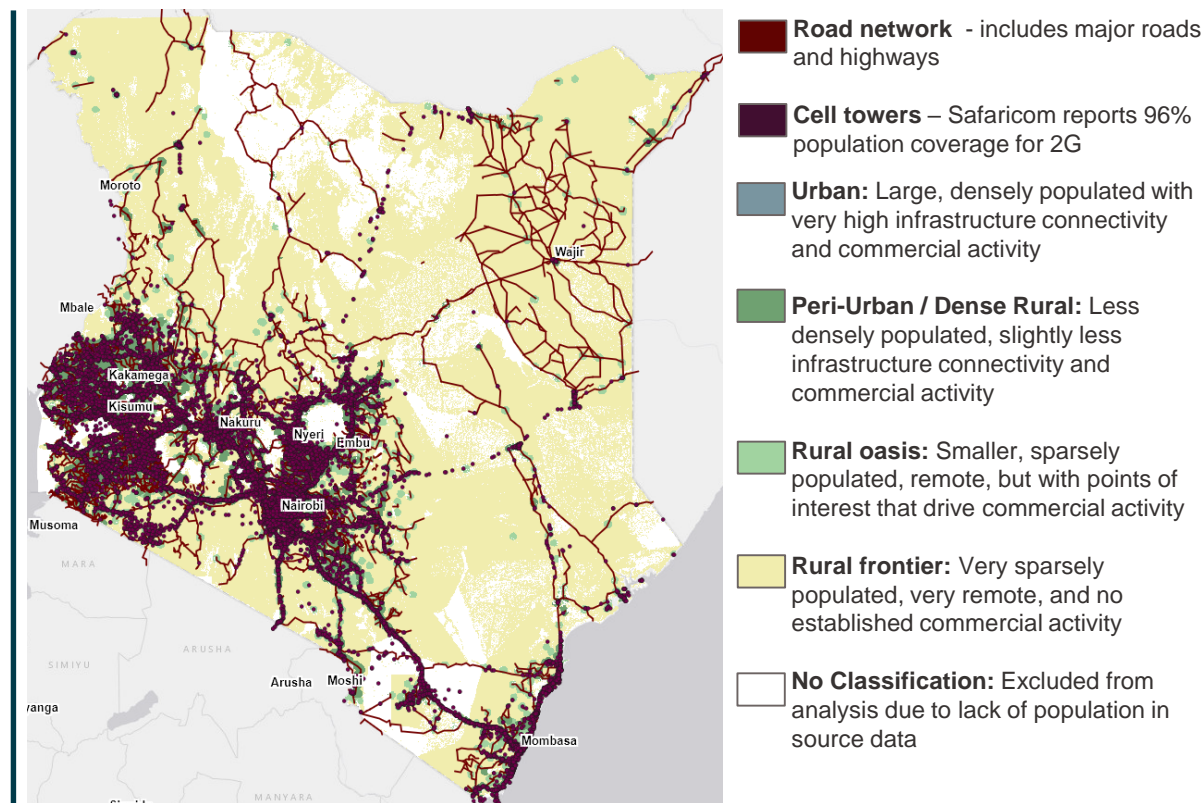 Moroto
Wajir
Mbale
Kakamega
Kisumu
Nakuru
Nyeri
Embu
Nairobi
Musoma
MARA
SIMIYU
ARUSHA
Arusha
Moshi
wanga
Mombasa
MANYARA
Road network - includes major roads
and highways
Cell towers – Safaricom reports 96%
population coverage for 2G
Urban: Large, densely populated with
very high infrastructure connectivity
and commercial activity
Peri-Urban / Dense Rural: Less
densely populated, slightly less
infrastructure connectivity and
commercial activity
Rural oasis: Smaller, sparsely
populated, remote, but with points of
interest that drive commercial activity
Rural frontier: Very sparsely
populated, very remote, and no
established commercial activity
No Classification: Excluded from
analysis due to lack of population in
source data